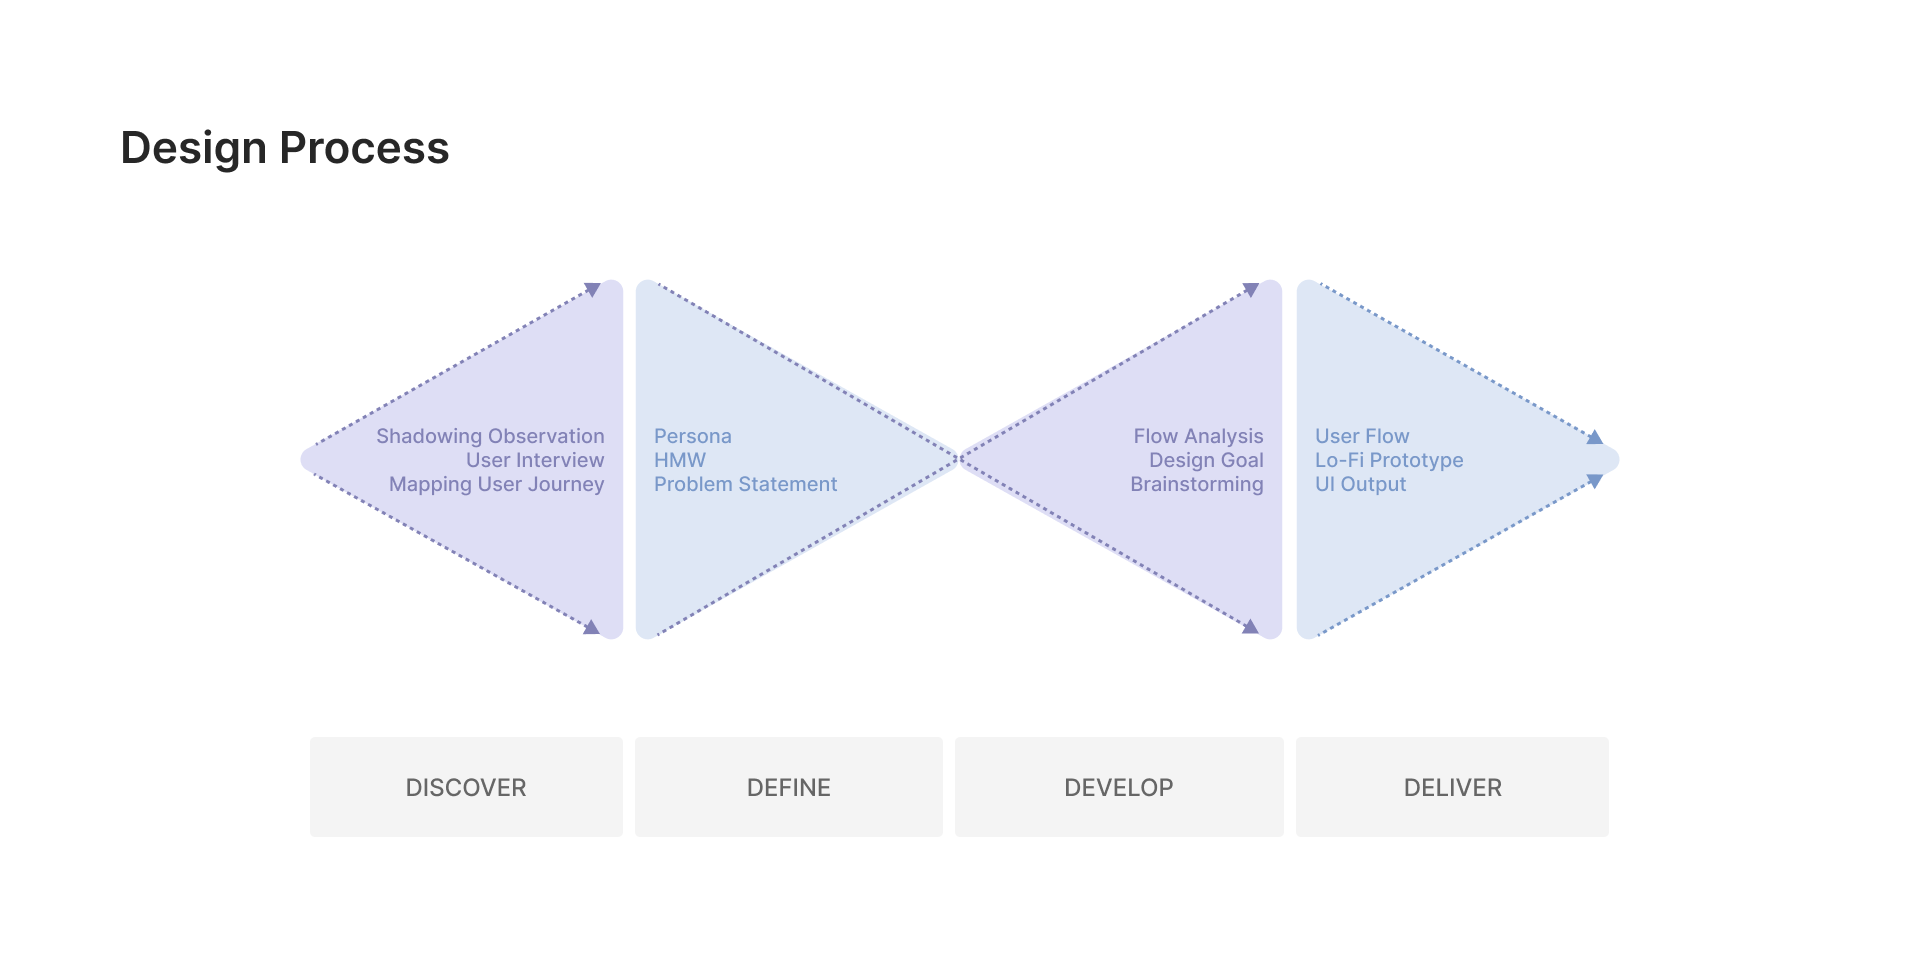 Design Process
Shadowing Observation
User Interview
Mapping User Journey
Persona
HMW
Problem Statement
Flow Analysis
Design Goal
Brainstorming
User Flow
Lo-Fi Prototype
UI Output
DISCOVER
DEFINE
DEVELOP
DELIVER